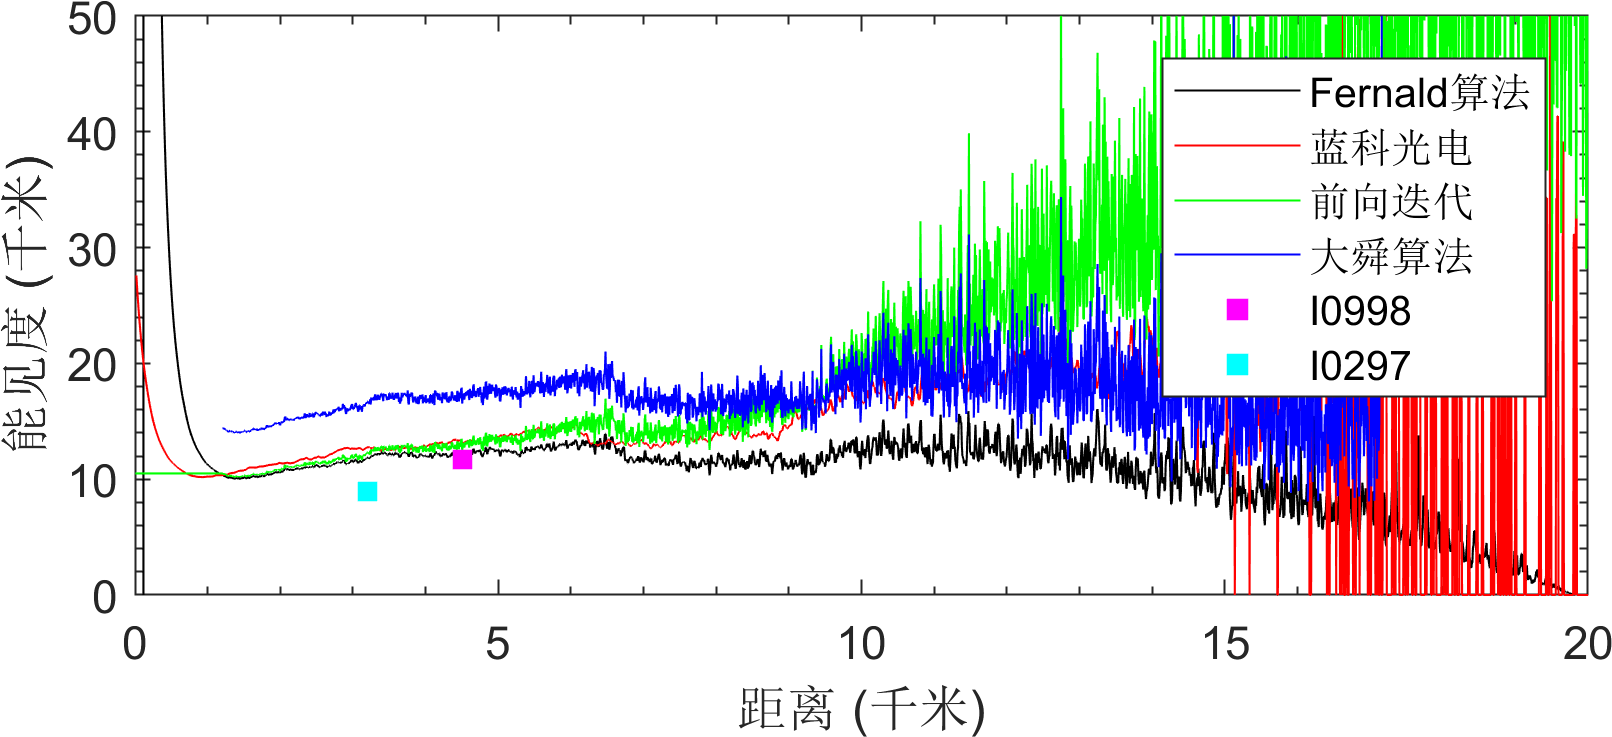 50
40
30
20
10
0
能见度 (千米)
Fernald算法
蓝科光电
前向迭代
大舜算法
I0998
I0297
0 5 10 15 20
距离 (千米)